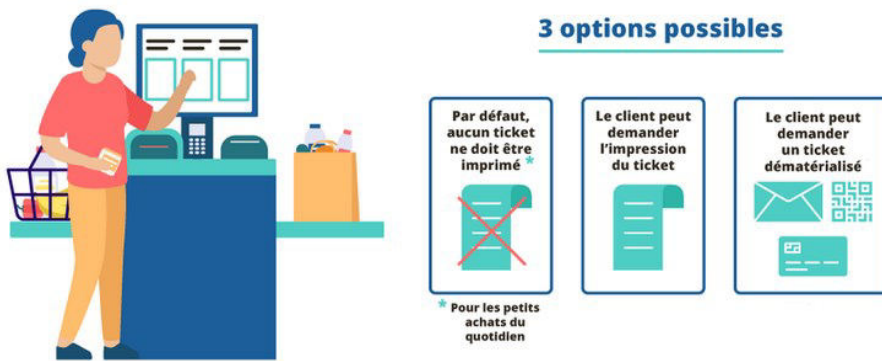 3 options possibles
Par défaut,
aucun ticket
ne doit être
imprimé *
Le client peut
demander
l'impression
du ticket
Le client peut
demander
un ticket
dématérialisé
* Pour les petits
achats du
quotidien